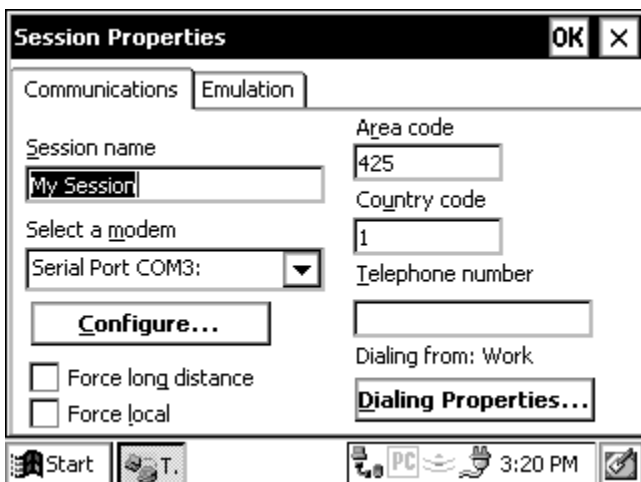 Session Properties OK ×
Communications Emulation
Session name
My Session
Select a modem
Serial Port COM3:
Configure...
Force long distance
Force local
Area code
425
Country code
1
Telephone number
Dialing from: Work
Dialing Properties...
Start T. PC 3:20 PM